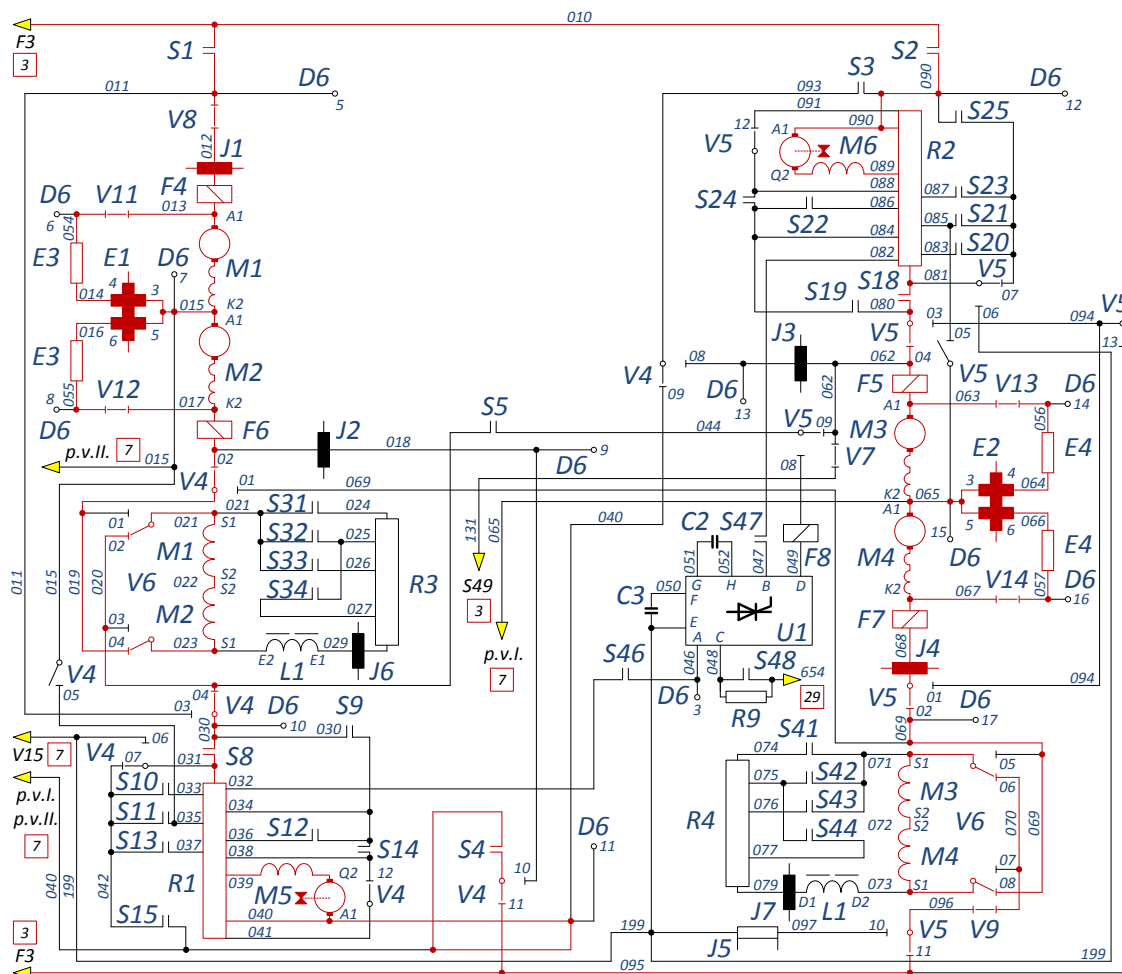 010
F3
3
S1
S2
090
011
D6
5
093
S3
D6
12
V8
012
091
S25
12
V5
A1
090
M6
R2
J1
Q2
089
F4
088
087
S23
D6
V11
013
6
A1
S24
086
085
S21
054
S22
084
083
S20
E3
E1
D6
7
M1
082
4
3
081
V5
07
014
015
K2
S18
S19
080
06
016
A1
03
094
V5
6
5
V5
05
13
E3
J3
04
M2
08
062
V5
055
V4
F5
V12
8
017
K2
09
D6
13
062
063
V13
D6
14
D6
S5
A1
056
F6
044
V5
09
M3
E2
E4
J2
V7
p.v.II.
7
015
02
018
D6
9
08
4
3
064
V4
01
069
K2
065
021
S31
024
131
065
040
A1
066
01
021
S1
C2
S47
5
6
02
S32
025
15
M1
051
052
047
049
F8
M4
D6
E4
V6
S33
026
011
015
019
020
022
S2
S2
R3
S49
050
G
H
B
D
K2
V14
057
D6
M2
S34
3
C3
F
067
16
03
027
E
F7
04
023
S1
029
A
C
U1
068
E2
E1
p.v.I.
7
S46
046
048
J4
V4
L1
J6
S48
654
05
D6
3
29
V5
01
094
04
R9
02
D6
17
03
V4
D6
10
S9
030
030
069
V15
7
V4
06
S41
07
031
S8
074
071
S1
05
p.v.I.
S10
033
032
075
S42
06
p.v.II.
S11
035
034
076
S43
M3
7
036
S12
R4
S2
S2
V6
070
069
S13
037
S4
D6
11
S44
072
038
S14
M4
040
199
042
039
Q2
12
10
077
07
R1
M5
V4
V4
079
073
S1
08
040
A1
11
D1
D2
096
S15
041
J7
L1
3
199
097
10
V5
V9
F3
J5
11
095
199